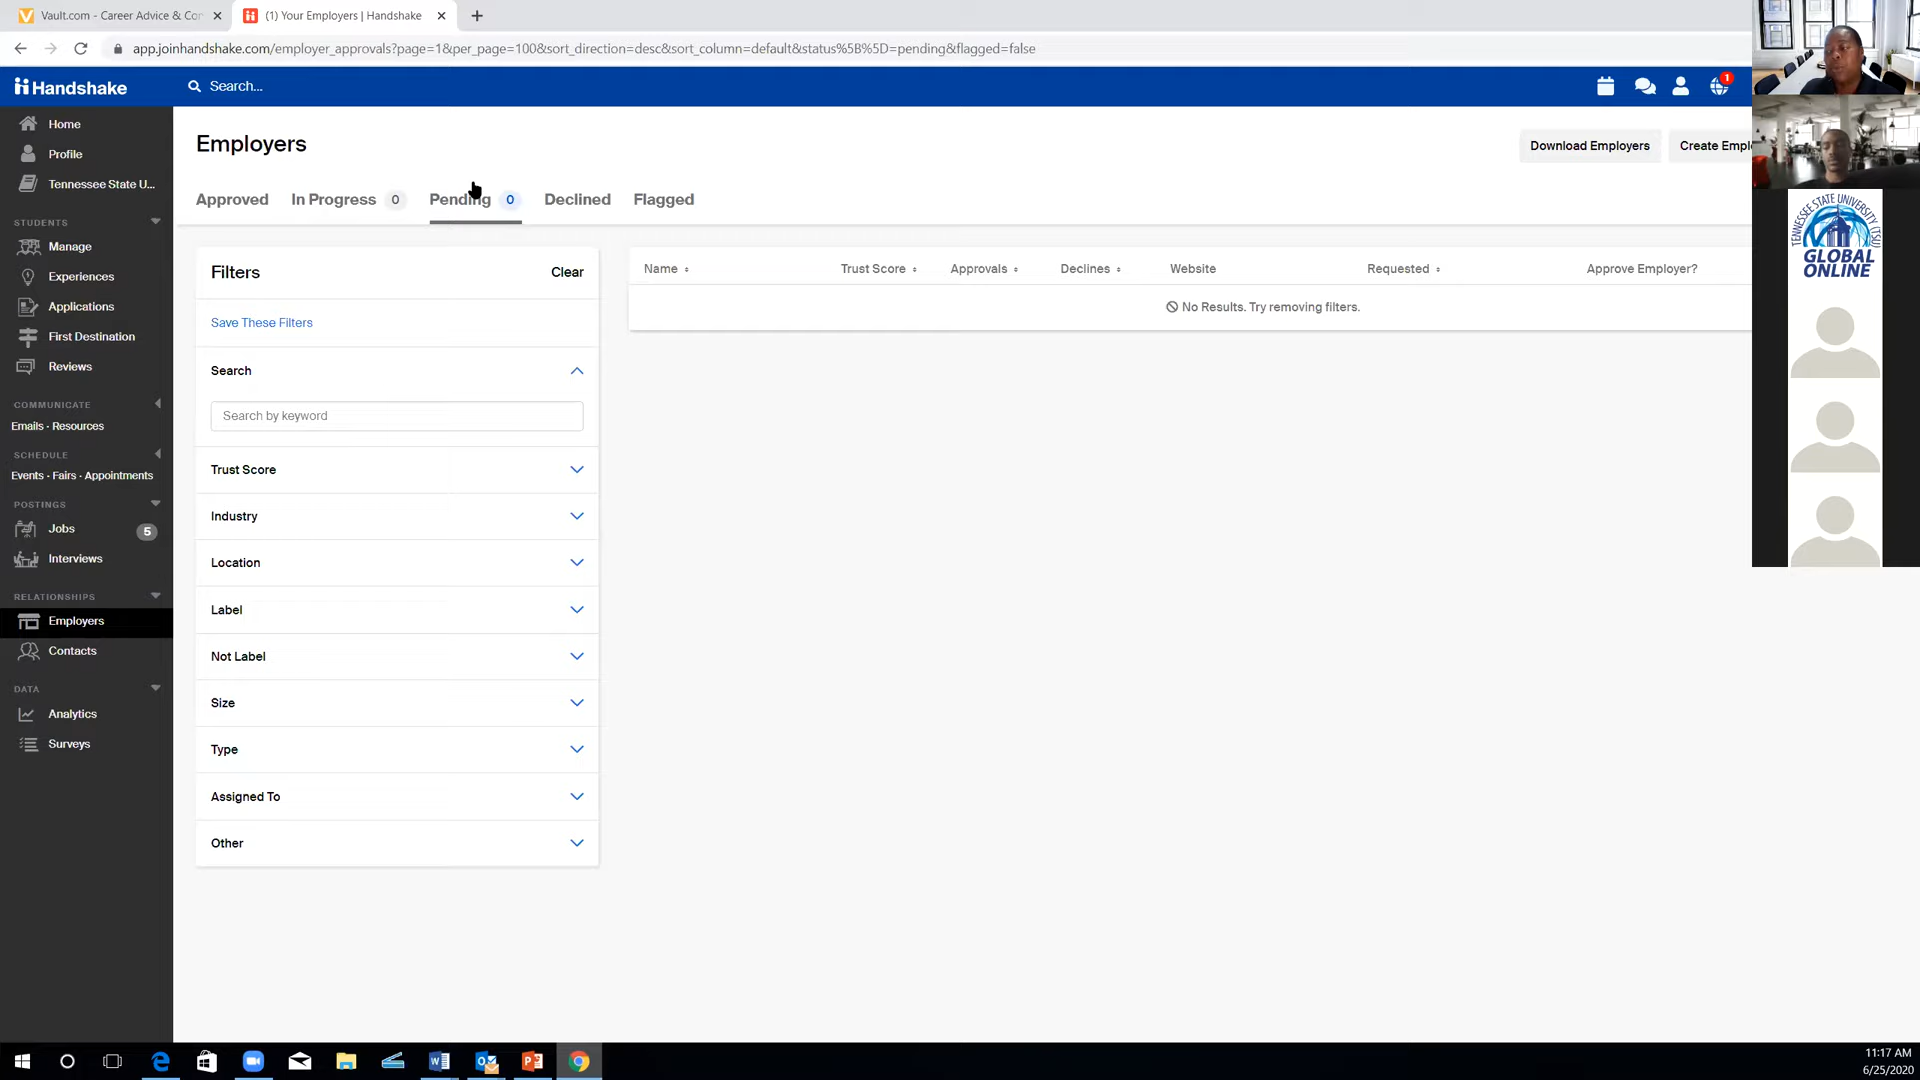 Vault.com - Career Advice & Co
(1) Your Employers | Handshake
app.joinhandshake.com/employer_approvals?page=1&per_page=100&sort_direction=desc&sort_column=default&status%5B%5D=pending&flagged=false
Handshake
Search...
1
Home
Profile
Tennessee State U...
STUDENTS
Manage
Experiences
Applications
First Destination
Reviews
COMMUNICATE
Emails · Resources
SCHEDULE
Events · Fairs · Appointments
POSTINGS
Jobs 5
Interviews
RELATIONSHIPS
Employers
Contacts
DATA
Analytics
Surveys
Employers
Download Employers
Create Empl
Approved In Progress 0 Pending 0 Declined Flagged
Filters Clear
Save These Filters
Search
Search by keyword
Trust Score
Industry
Location
Label
Not Label
Size
Type
Assigned To
Other
Name Trust Score Approvals Declines Website Requested Approve Employer?
No Results. Try removing filters.
TENNESSEE STATE UNIVERSITY (TSU)
GLOBAL
ONLINE
11:17 AM
6/25/2020